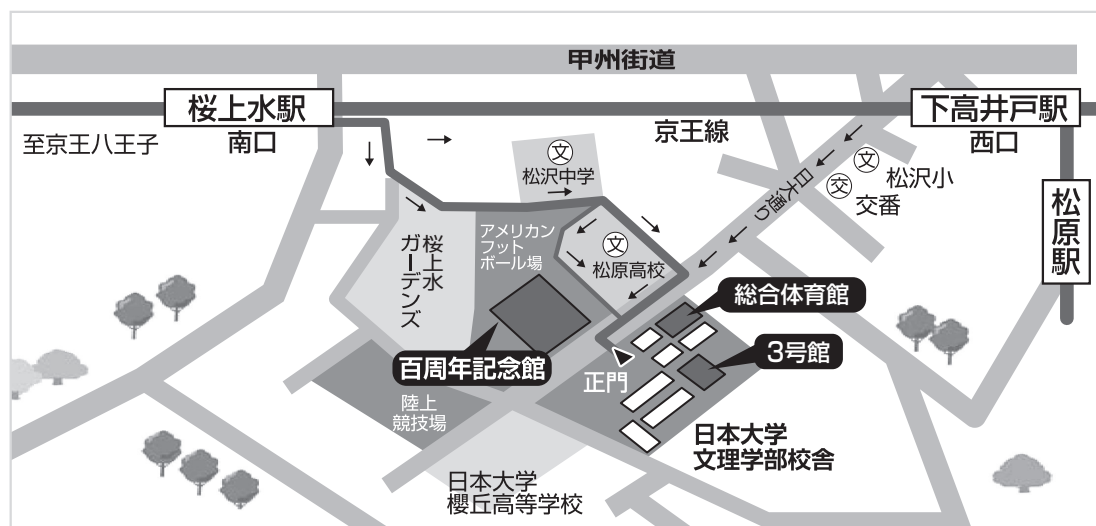 甲州街道
桜上水駅
南口
至京王八王子
京王線
下高井戸駅
西口
松原駅
文
松沢中学
文
松沢小
交
交番
日大通り
アメリカン
フット
ボール場
桜上水
ガーデンズ
文
松原高校
総合体育館
3号館
百周年記念館
正門
陸上
競技場
日本大学
文理学部校舎
日本大学
櫻丘高等学校